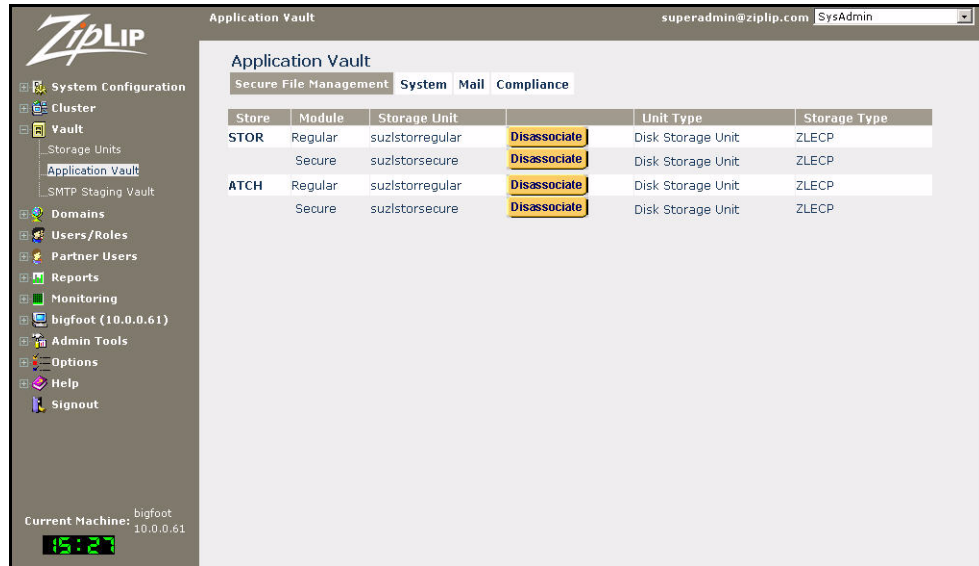 ZipLip
Application Vault
superadmin@ziplip.com SysAdmin
System Configuration
Cluster
Vault
Storage Units
Application Vault
SMTP Staging Vault
Domains
Users/Roles
Partner Users
Reports
Monitoring
bigfoot (10.0.0.61)
Admin Tools
Options
Help
Signout
Current Machine: bigfoot
10.0.0.61
15:27
Application Vault
Secure File Management System Mail Compliance
Store Module Storage Unit Unit Type Storage Type
STOR Regular suzlstorregular Disassociate Disk Storage Unit ZLECP
Secure suzlstorsecure Disassociate Disk Storage Unit ZLECP
ATCH Regular suzlstorregular Disassociate Disk Storage Unit ZLECP
Secure suzlstorsecure Disassociate Disk Storage Unit ZLECP